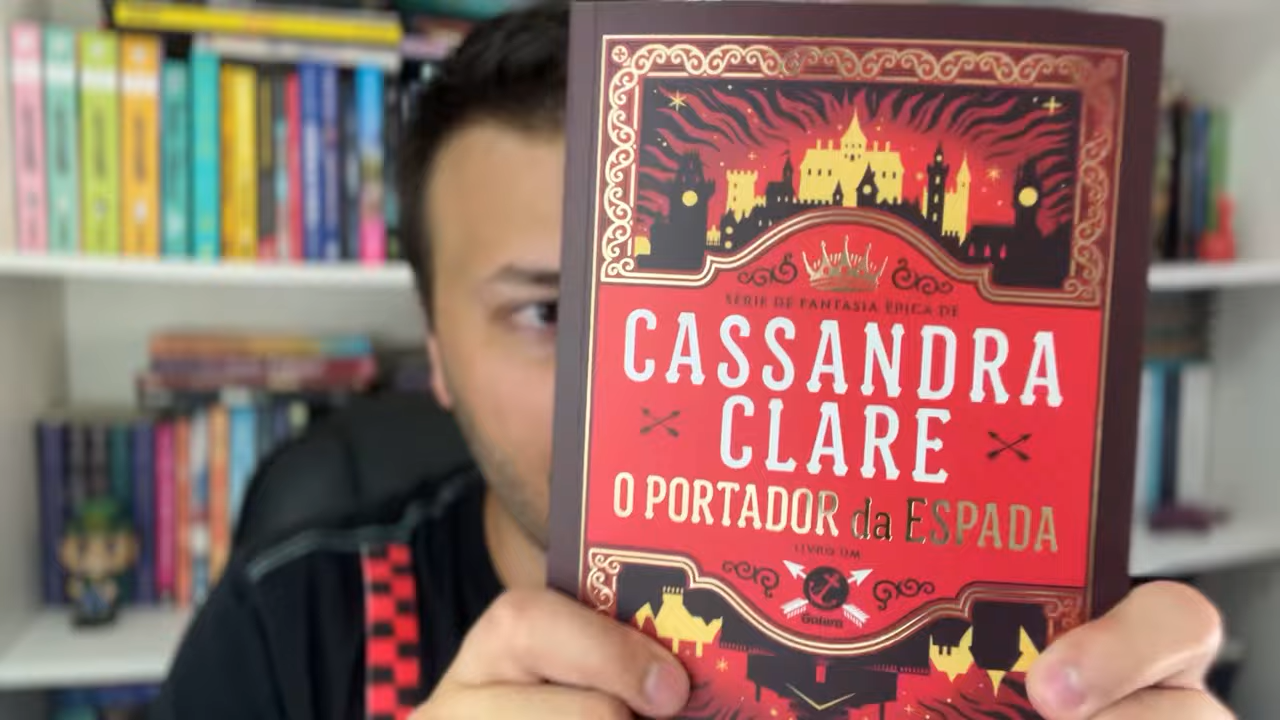 SÉRIE DE FANTASIA ÉPICA DE
CASSANDRA
CLARE
O PORTADOR da ESPADA
LIVRO UM
Galera